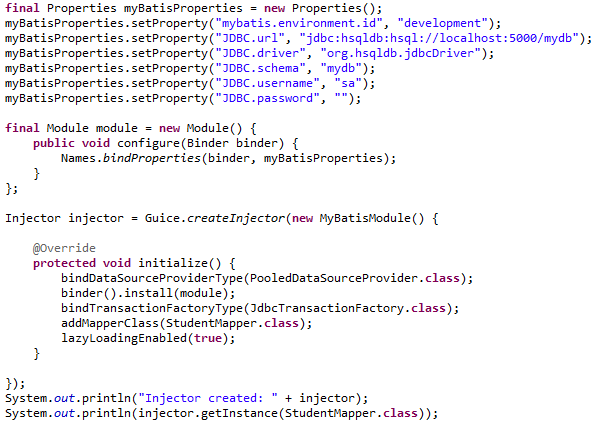 final Properties myBatisProperties = new Properties();
myBatisProperties.setProperty("mybatis.environment.id", "development");
myBatisProperties.setProperty("JDBC.url", "jdbc:hsqldb:hsql://localhost:5000/mydb");
myBatisProperties.setProperty("JDBC.driver", "org.hsqldb.jdbcDriver");
myBatisProperties.setProperty("JDBC.schema", "mydb");
myBatisProperties.setProperty("JDBC.username", "sa");
myBatisProperties.setProperty("JDBC.password", "");

final Module module = new Module() {
    public void configure(Binder binder) {
        Names.bindProperties(binder, myBatisProperties);
    }
};

Injector injector = Guice.createInjector(new MyBatisModule() {

    @Override
    protected void initialize() {
        bindDataSourceProviderType(PooledDataSourceProvider.class);
        binder().install(module);
        bindTransactionFactoryType(JdbcTransactionFactory.class);
        addMapperClass(StudentMapper.class);
        lazyLoadingEnabled(true);
    }

});
System.out.println("Injector created: " + injector);
System.out.println(injector.getInstance(StudentMapper.class));